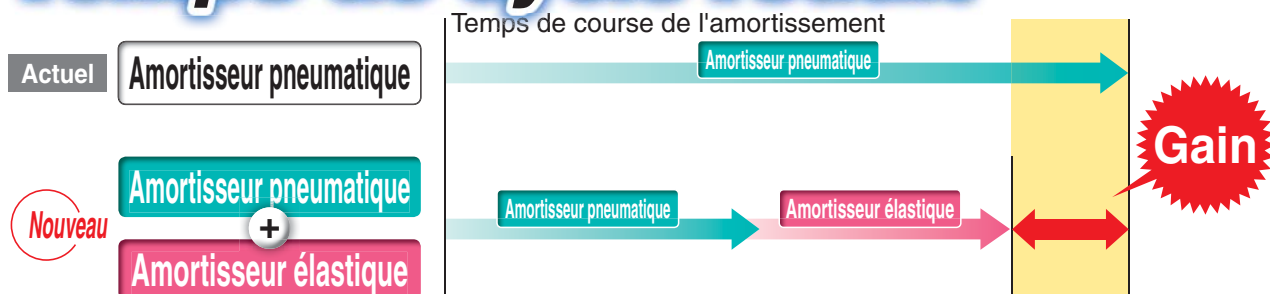 Temps de course de l'amortissement
Actuel
Amortisseur pneumatique
Amortisseur pneumatique
Gain
Nouveau
Amortisseur pneumatique
+
Amortisseur élastique
Amortisseur pneumatique
Amortisseur élastique